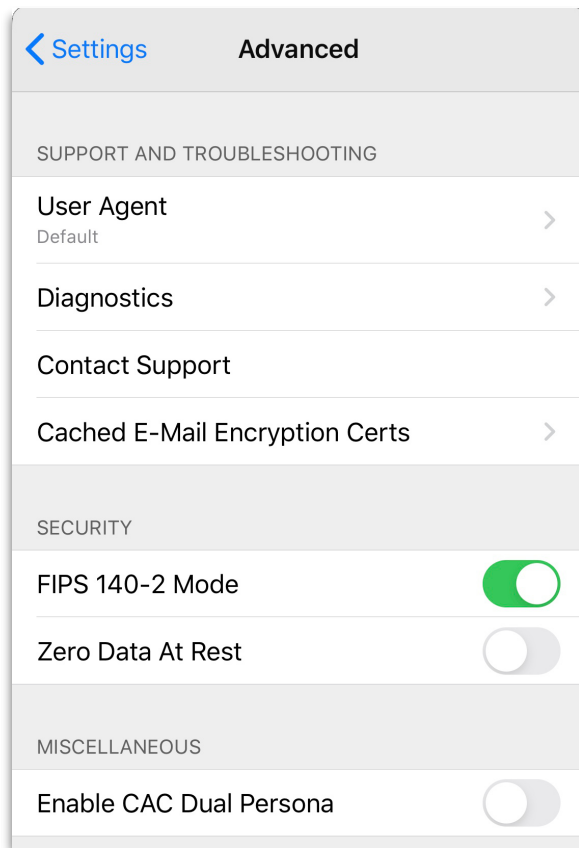 Settings
Advanced
SUPPORT AND TROUBLESHOOTING
User Agent
Default
Diagnostics
Contact Support
Cached E-Mail Encryption Certs
SECURITY
FIPS 140-2 Mode
Zero Data At Rest
MISCELLANEOUS
Enable CAC Dual Persona